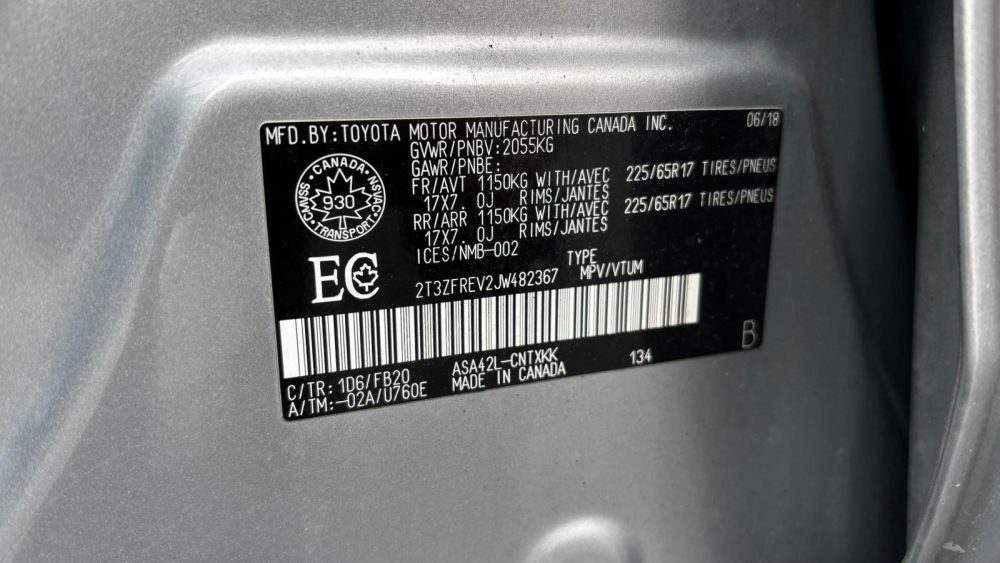 MFD.BY:TOYOTA MOTOR MANUFACTURING CANADA INC. 06/18
GVWR/PNBV:2055KG
GAWR/PNBE:
FR/AVT 1150KG WITH/AVEC 225/65R17 TIRES/PNEUS
17X7. 0J RIMS/JANTES
RR/ARR 1150KG WITH/AVEC 225/65R17 TIRES/PNEUS
17X7. 0J RIMS/JANTES
ICES/NMB-002
CANADA
CMVSS 930 NSVAC
TRANSPORT
EC
2T3ZFREV2JW482367
TYPE
MPV/VTUM
B
C/TR: 1D6/FB20 ASA42L-CNTXKK 134
A/TM:-02A/U760E MADE IN CANADA